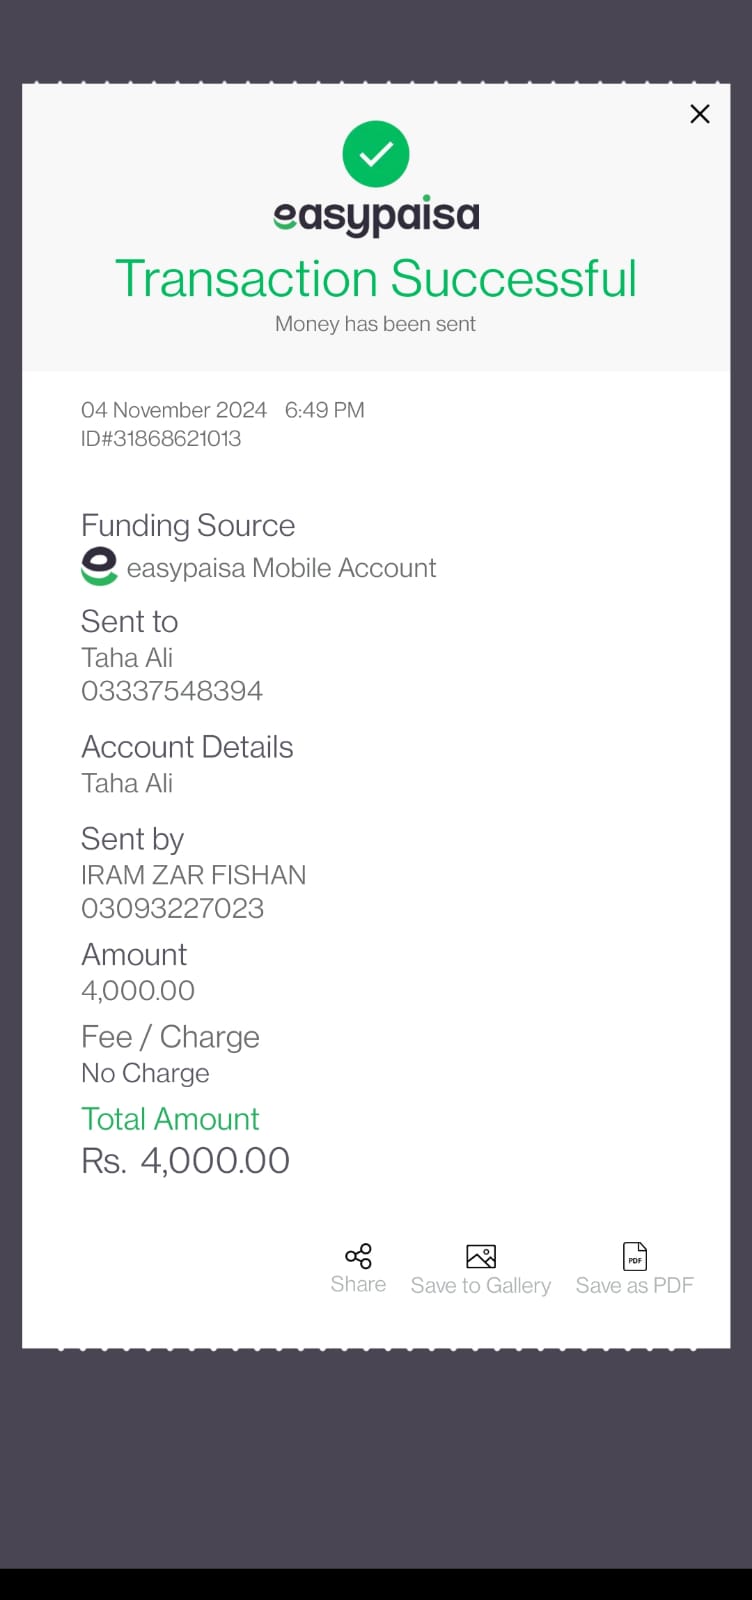 easypaisa
Transaction Successful
Money has been sent
04 November 2024 6:49 PM
ID#31868621013
Funding Source
easypaisa Mobile Account
Sent to
Taha Ali
03337548394
Account Details
Taha Ali
Sent by
IRAM ZAR FISHAN
03093227023
Amount
4,000.00
Fee / Charge
No Charge
Total Amount
Rs. 4,000.00
PDF
Share Save to Gallery Save as PDF